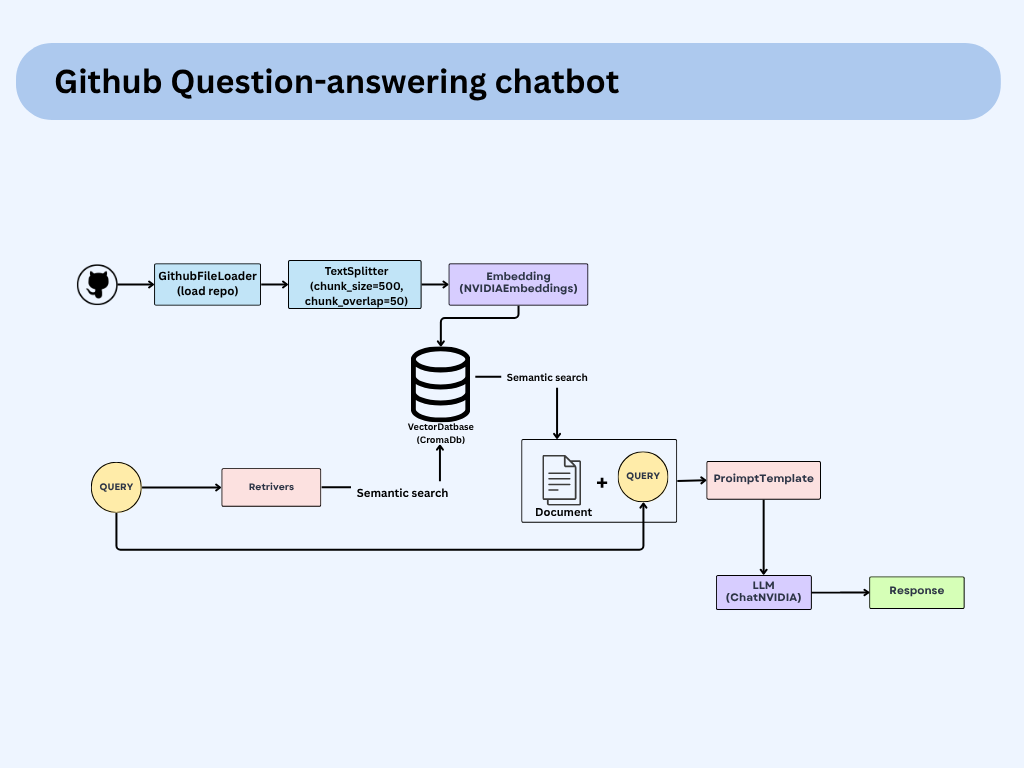 Github Question-answering chatbot
GithubFileLoader
(load repo)
TextSplitter
(chunk_size=500,
chunk_overlap=50)
Embedding
(NVIDIAEmbeddings)
VectorDatbase
(CromaDb)
Semantic search
QUERY
Retrivers
Semantic search
Document
+
QUERY
ProimptTemplate
LLM
(ChatNVIDIA)
Response